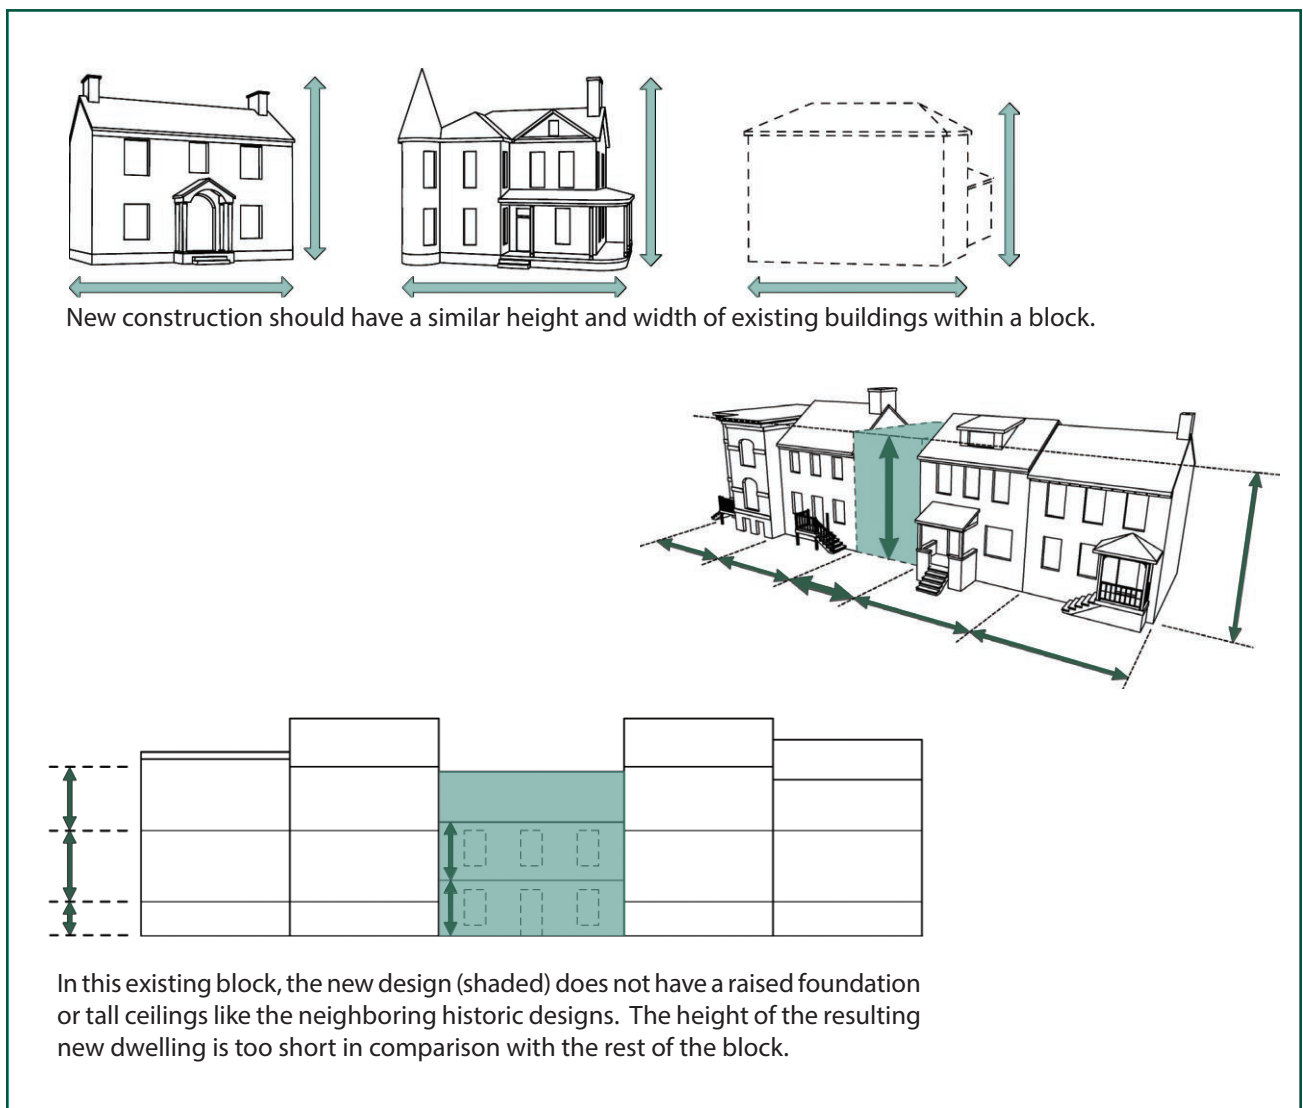 New construction should have a similar height and width of existing buildings within a block.
In this existing block, the new design (shaded) does not have a raised foundation
or tall ceilings like the neighboring historic designs.  The height of the resulting
new dwelling is too short in comparison with the rest of the block.